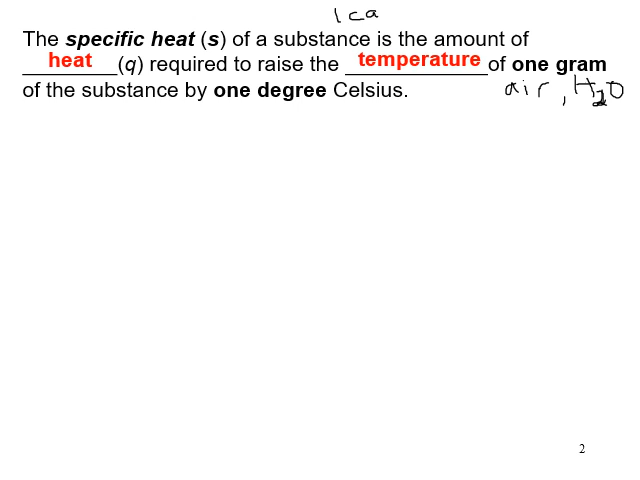 1 ca
The specific heat (s) of a substance is the amount of
heat (q) required to raise the temperature of one gram
of the substance by one degree Celsius.
air, H2O
2